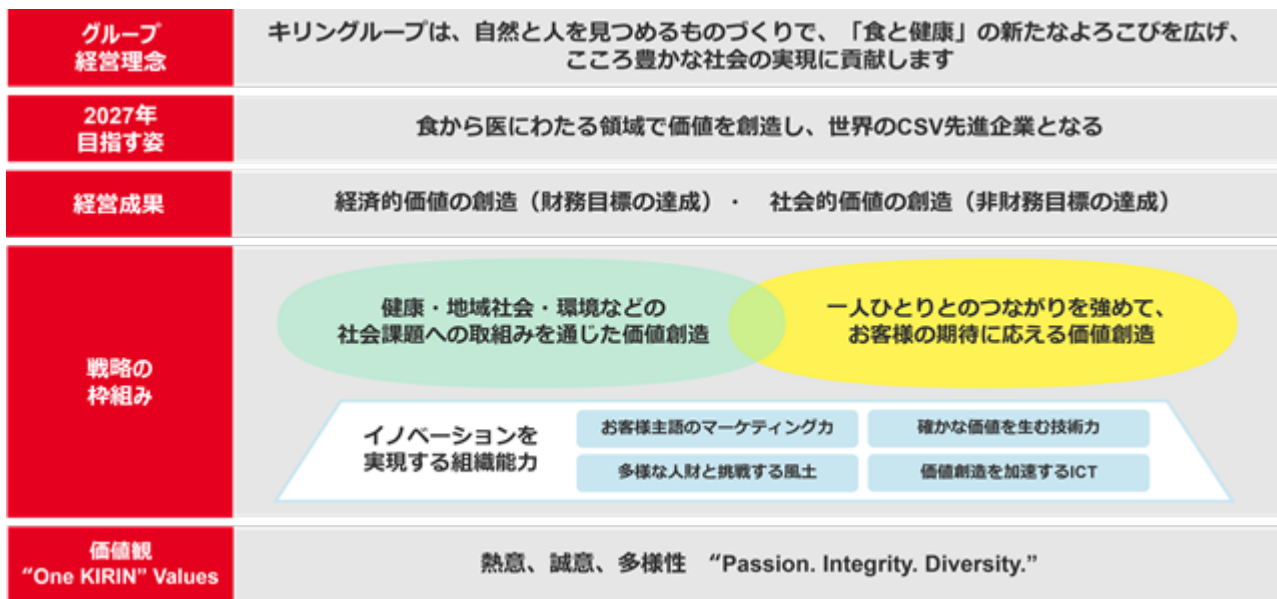 グループ
経営理念
キリングループは、自然と人を見つめるものづくりで、「食と健康」の新たなよろこびを広げ、
こころ豊かな社会の実現に貢献します
2027年
目指す姿
食から医にわたる領域で価値を創造し、世界のCSV先進企業となる
経営成果
経済的価値の創造（財務目標の達成）・　社会的価値の創造（非財務目標の達成）
戦略の
枠組み
健康・地域社会・環境などの
社会課題への取組みを通じた価値創造
一人ひとりとのつながりを強めて、
お客様の期待に応える価値創造
イノベーションを
実現する組織能力
お客様主語のマーケティング力
確かな価値を生む技術力
多様な人財と挑戦する風土
価値創造を加速するICT
価値観
“One KIRIN” Values
熱意、誠意、多様性　“Passion. Integrity. Diversity.”